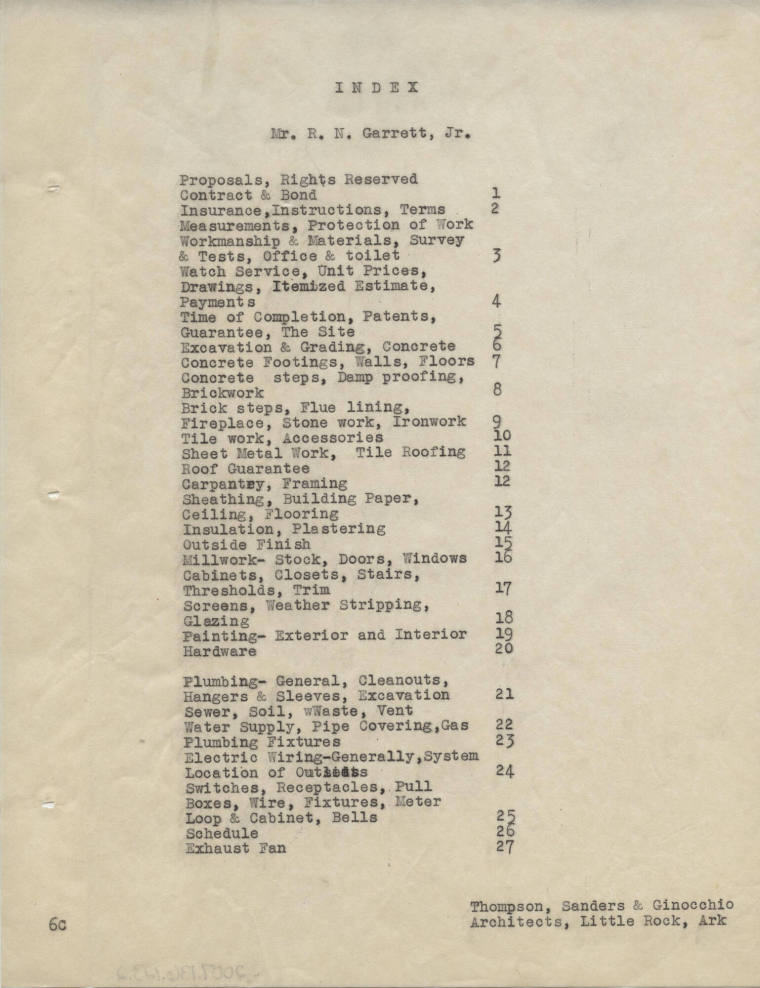 INDEX
Mr. R. N. Garrett, Jr.
Proposals, Rights Reserved
Contract & Bond 1
Insurance,Instructions, Terms 2
Measurements, Protection of Work
Workmanship & Materials, Survey
& Tests, Office & toilet 3
Watch Service, Unit Prices,
Drawings, Itemized Estimate,
Payments 4
Time of Completion, Patents,
Guarantee, The Site 5
Excavation & Grading, Concrete 6
Concrete Footings, Walls, Floors 7
Concrete steps, Damp proofing,
Brickwork 8
Brick steps, Flue lining,
Fireplace, Stone work, Ironwork 9
Tile work, Accessories 10
Sheet Metal Work, Tile Roofing 11
Roof Guarantee 12
Carpantry, Framing 12
Sheathing, Building Paper,
Ceiling, Flooring 13
Insulation, Plastering 14
Outside Finish 15
Millwork- Stock, Doors, Windows 16
Cabinets, Closets, Stairs,
Thresholds, Trim 17
Screens, Weather Stripping,
Glazing 18
Painting- Exterior and Interior 19
Hardware 20
Plumbing- General, Cleanouts,
Hangers & Sleeves, Excavation 21
Sewer, Soil, wWaste, Vent
Water Supply, Pipe Covering,Gas 22
Plumbing Fixtures 23
Electric Wiring-Generally,System
Location of 24
Switches, Receptacles, Pull
Boxes, Wire, Fixtures, Meter
Loop & Cabinet, Bells 25
Schedule 26
Exhaust Fan 27
Thompson, Sanders & Ginocchio
Architects, Little Rock, Ark
6c